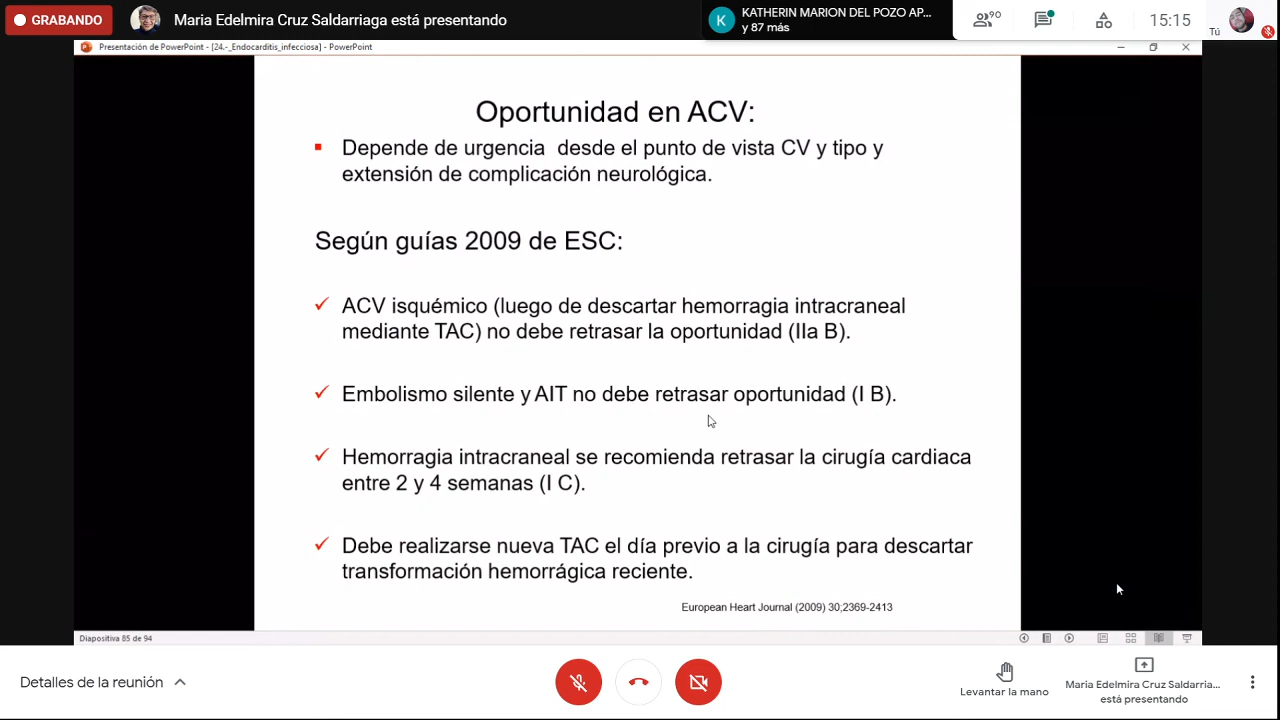 GRABANDO
Maria Edelmira Cruz Saldarriaga está presentando
K
KATHERIN MARION DEL POZO AP...
y 87 más
90
15:15
Tú
Presentación de PowerPoint - [24.-_Endocarditis_infecciosa] - PowerPoint
Oportunidad en ACV:
Depende de urgencia desde el punto de vista CV y tipo y
extensión de complicación neurológica.
Según guías 2009 de ESC:
ACV isquémico (luego de descartar hemorragia intracraneal
mediante TAC) no debe retrasar la oportunidad (IIa B).
Embolismo silente y AIT no debe retrasar oportunidad (I B).
Hemorragia intracraneal se recomienda retrasar la cirugía cardiaca
entre 2 y 4 semanas (I C).
Debe realizarse nueva TAC el día previo a la cirugía para descartar
transformación hemorrágica reciente.
European Heart Journal (2009) 30;2369-2413
Diapositiva 85 de 94
Detalles de la reunión
Levantar la mano
Maria Edelmira Cruz Saldarria...
está presentando